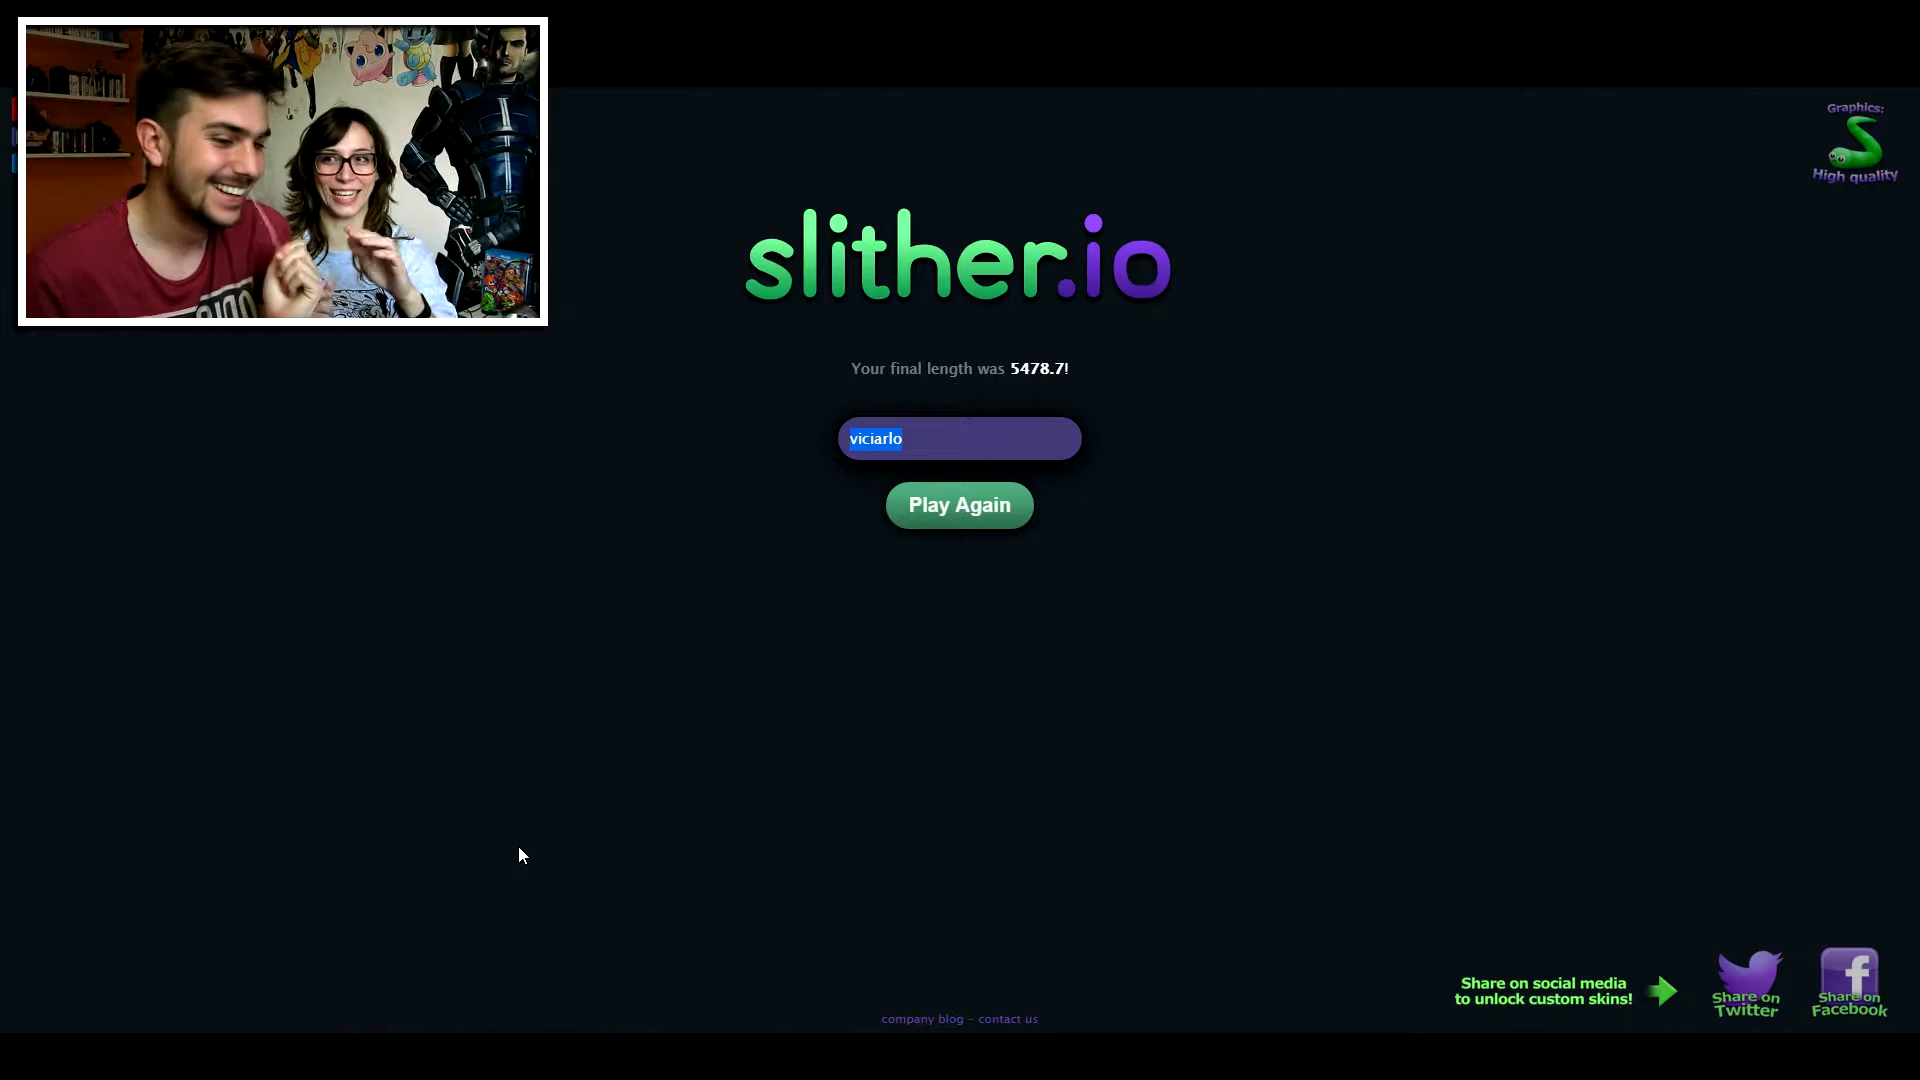 Graphics:
High quality
slither.io
Your final length was 5478.7!
viciarlo
Play Again
Share on social media
to unlock custom skins!
Share on
Twitter
Share on
Facebook
company blog - contact us